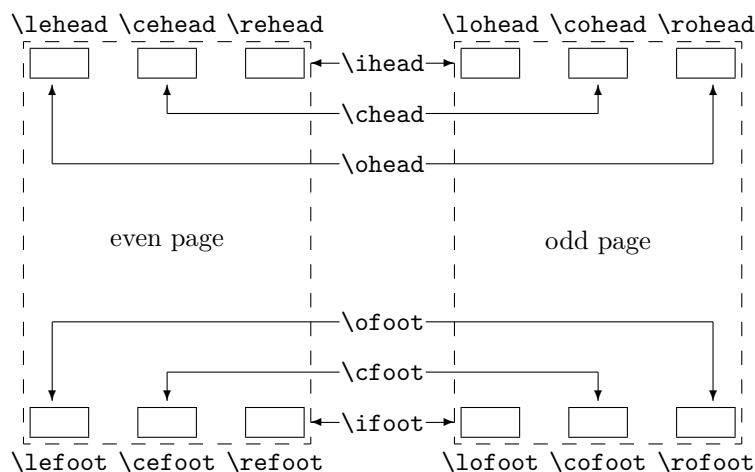 \lehead \cehead \rehead \lohead \cohead \rohead
\ihead
\chead
\ohead
even page odd page
\ofoot
\cfoot
\ifoot
\lefoot \cefoot \refoot \lofoot \cofoot \rofoot